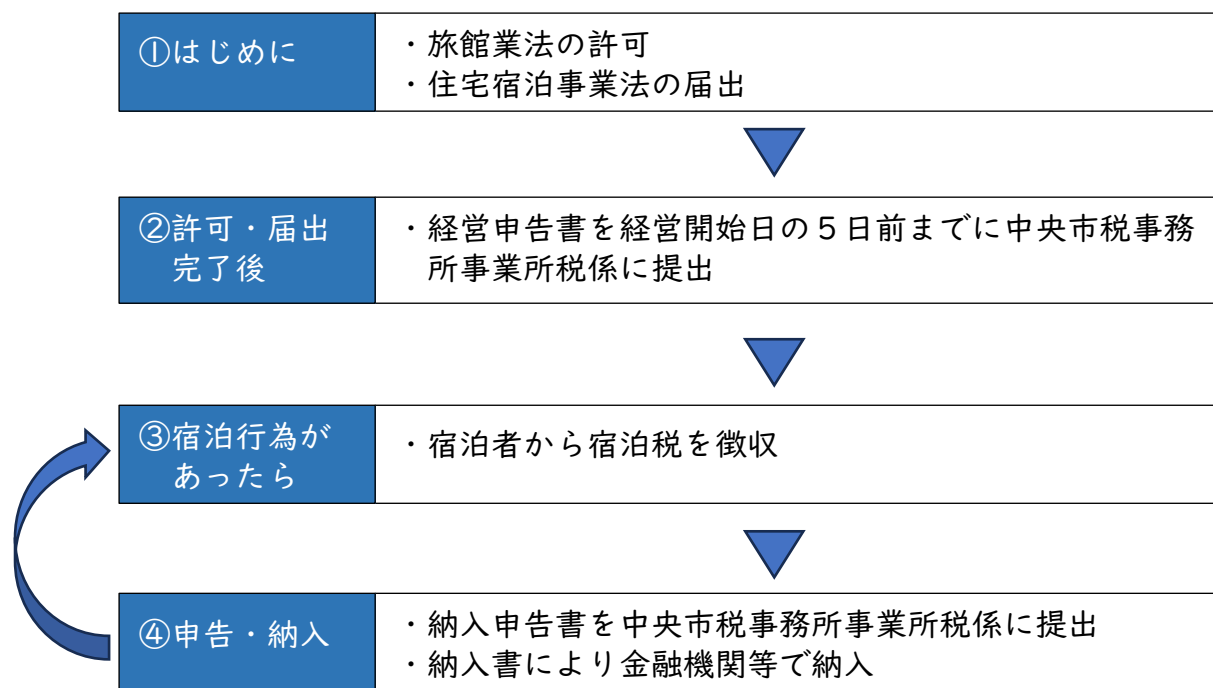 ①はじめに
・旅館業法の許可
・住宅宿泊事業法の届出
②許可・届出
完了後
・経営申告書を経営開始日の５日前までに中央市税事務
所事業所税係に提出
③宿泊行為が
あったら
・宿泊者から宿泊税を徴収
④申告・納入
・納入申告書を中央市税事務所事業所税係に提出
・納入書により金融機関等で納入